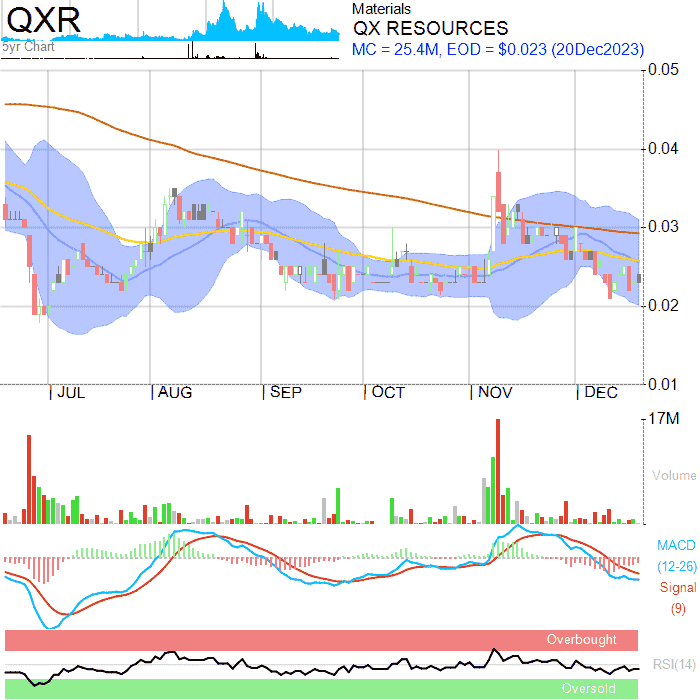 QXR
5yr Chart
Materials
QX RESOURCES
MC = 25.4M, EOD = $0.023 (20Dec2023)
0.05
0.04
0.03
0.02
0.01
JUL AUG SEP OCT NOV DEC
17M
Volume
MACD
(12-26)
Signal
(9)
Overbought
RSI(14)
Oversold